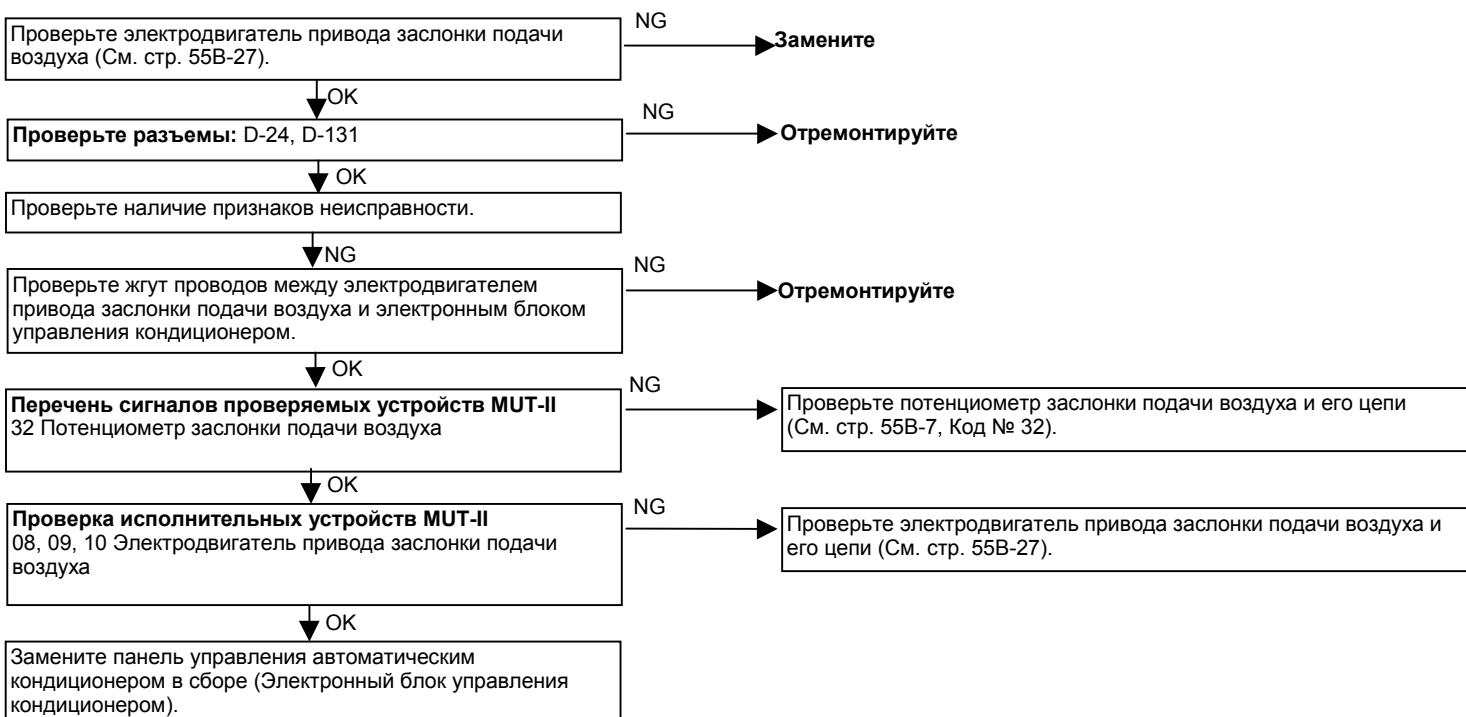 Проверьте электродвигатель привода заслонки подачи
воздуха (См. стр. 55В-27).
NG
Замените
OK
Проверьте разъемы: D-24, D-131
NG
Отремонтируйте
OK
Проверьте наличие признаков неисправности.
NG
Проверьте жгут проводов между электродвигателем
привода заслонки подачи воздуха и электронным блоком
управления кондиционером.
NG
Отремонтируйте
OK
Перечень сигналов проверяемых устройств MUT-II
32 Потенциометр заслонки подачи воздуха
NG
Проверьте потенциометр заслонки подачи воздуха и его цепи
(См. стр. 55В-7, Код № 32).
OK
Проверка исполнительных устройств MUT-II
08, 09, 10 Электродвигатель привода заслонки подачи
воздуха
NG
Проверьте электродвигатель привода заслонки подачи воздуха и
его цепи (См. стр. 55В-27).
OK
Замените панель управления автоматическим
кондиционером в сборе (Электронный блок управления
кондиционером).